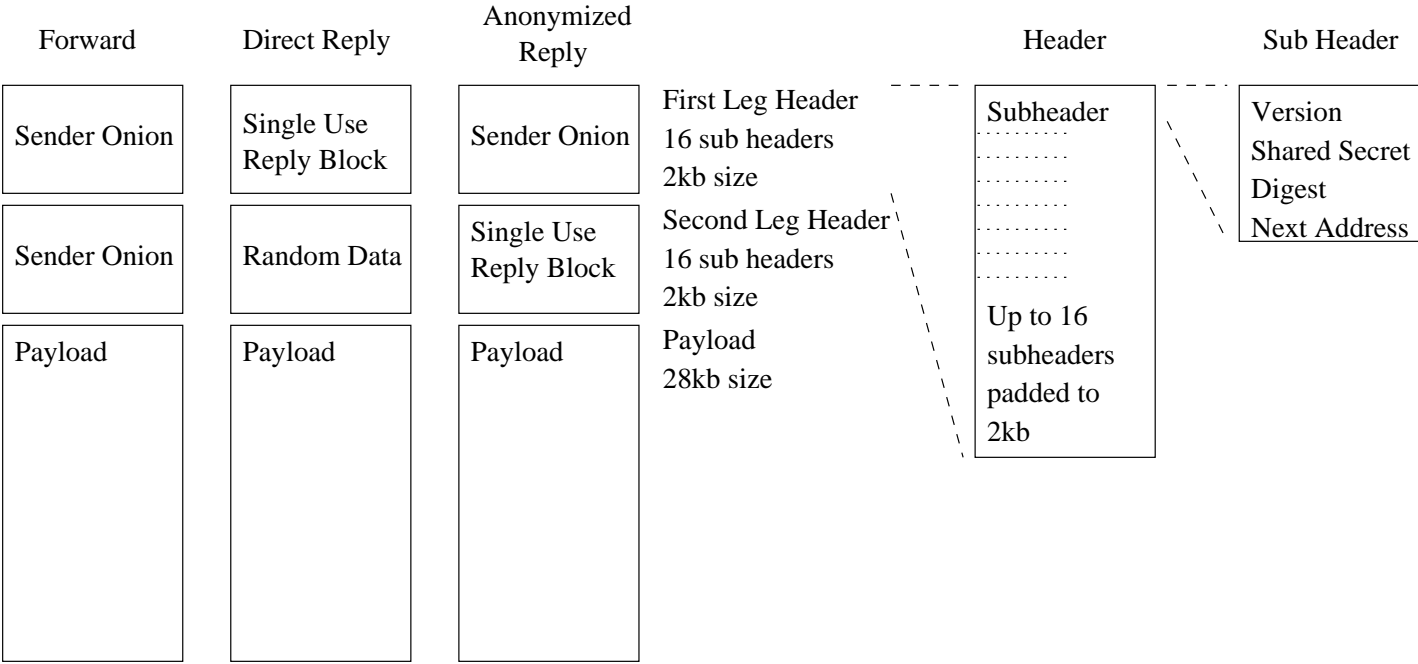 Forward
Direct Reply
Anonymized
Reply
Header
Sub Header
Sender Onion
Single Use
Reply Block
Sender Onion
First Leg Header
16 sub headers
2kb size
Sender Onion
Random Data
Single Use
Reply Block
Second Leg Header
16 sub headers
2kb size
Payload
Payload
Payload
Payload
28kb size
Subheader
Up to 16
subheaders
padded to
2kb
Version
Shared Secret
Digest
Next Address